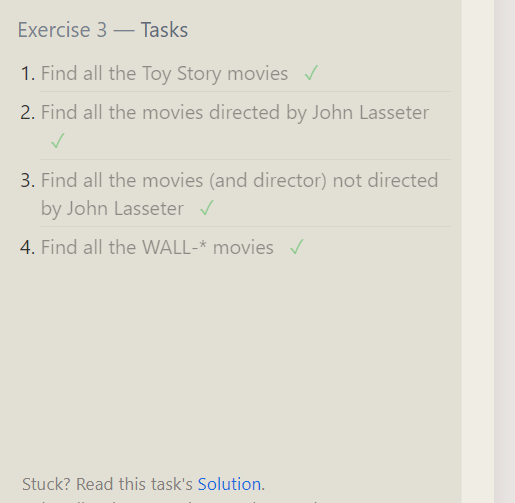 Exercise 3 — Tasks
1. Find all the Toy Story movies ✓
2. Find all the movies directed by John Lasseter
✓
3. Find all the movies (and director) not directed
by John Lasseter ✓
4. Find all the WALL-* movies ✓
Stuck? Read this task's Solution.